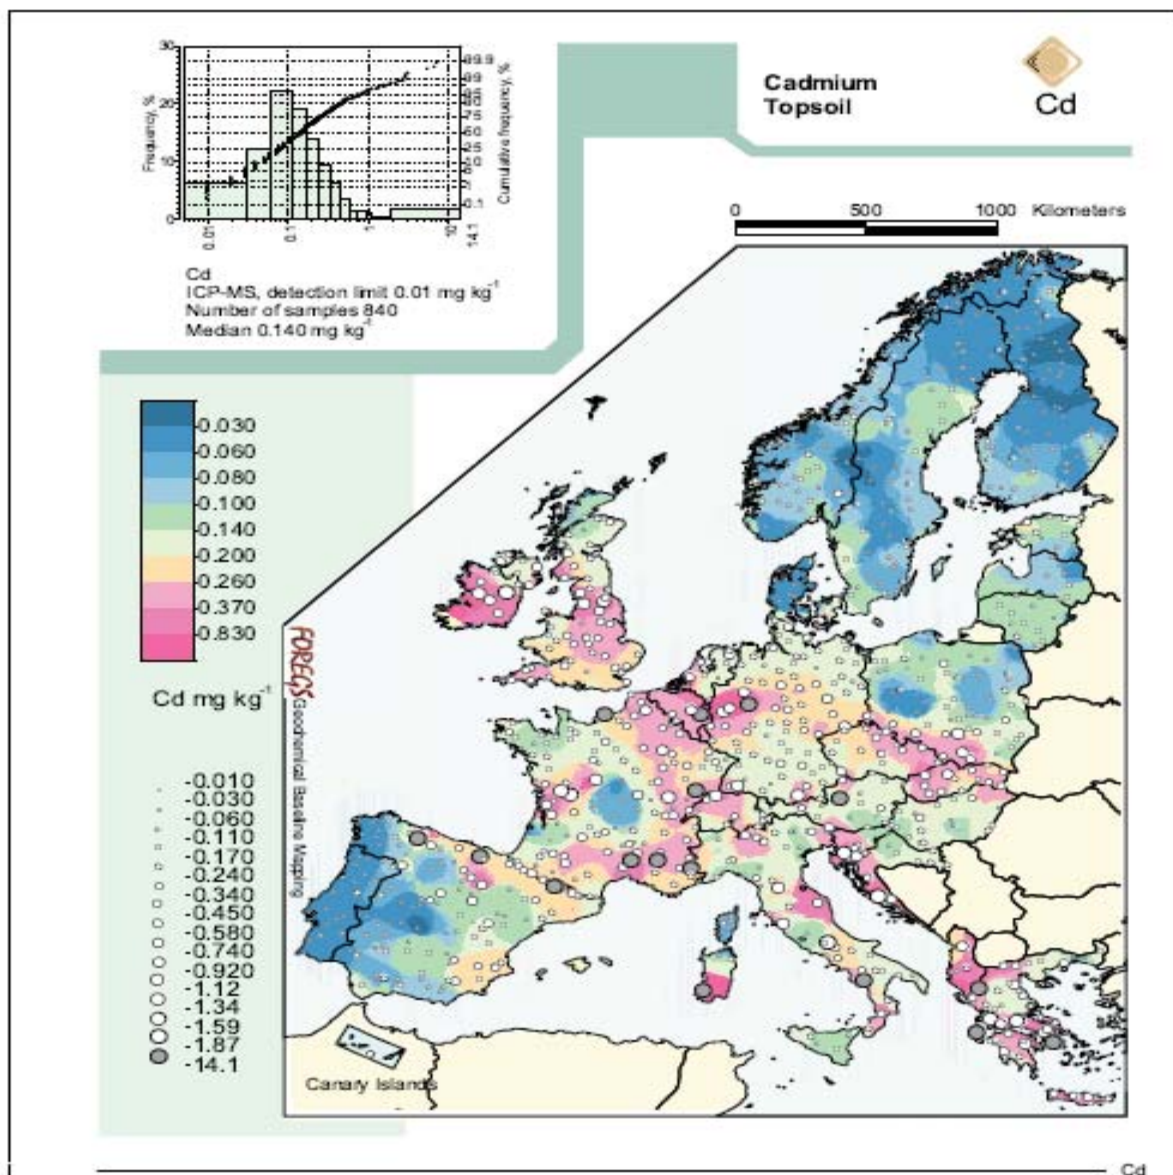 Cadmium
Topsoil
Cd
30
20
10
0
Frequency, %
99.9
99
75
50
25
0.1
Cumulative frequency, %
0.01
0.1
1
10
14.1
Cd
ICP-MS, detection limit 0.01 mg kg-1
Number of samples 840
Median 0.140 mg kg-1
0 500 1000 Kilometers
0.030
0.060
0.080
0.100
0.140
0.200
0.260
0.370
0.830
Cd mg kg-1
-0.010
-0.030
-0.060
-0.110
-0.170
-0.240
-0.340
-0.450
-0.580
-0.740
-0.920
-1.12
-1.34
-1.59
-1.87
-14.1
FOREGS Geochemical Baseline Mapping
Canary Islands
Cd